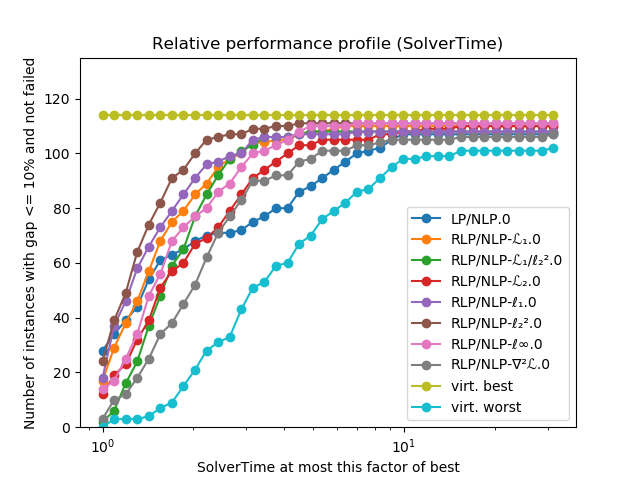 Relative performance profile (SolverTime)
Number of instances with gap <= 10% and not failed
120
100
80
60
40
20
0
10⁰
10¹
SolverTime at most this factor of best
LP/NLP.0
RLP/NLP-ℒ₁.0
RLP/NLP-ℒ₁/ℓ₂².0
RLP/NLP-ℒ₂.0
RLP/NLP-ℓ₁.0
RLP/NLP-ℓ₂².0
RLP/NLP-ℓ∞.0
RLP/NLP-∇²ℒ.0
virt. best
virt. worst